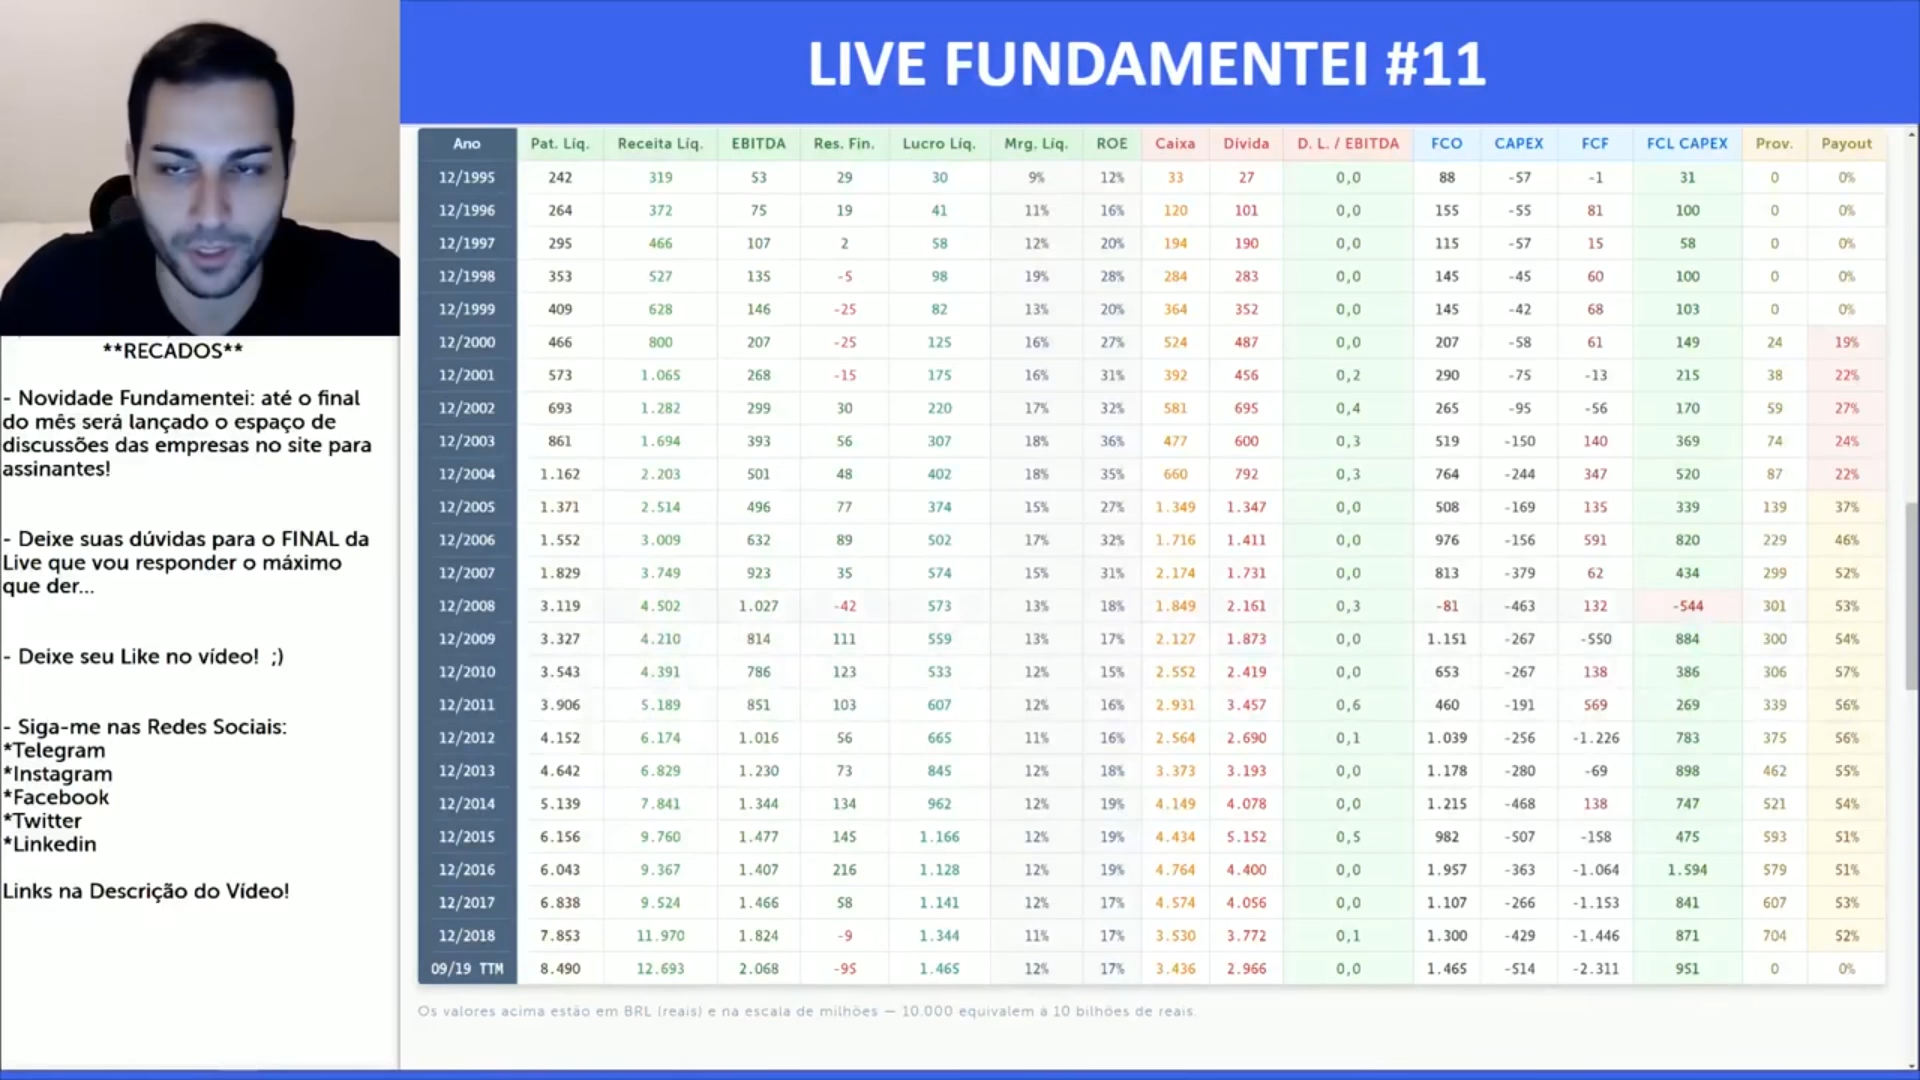 LIVE FUNDAMENTEI #11
**RECADOS**
- Novidade Fundamentei: até o final
do mês será lançado o espaço de
discussões das empresas no site para
assinantes!
- Deixe suas dúvidas para o FINAL da
Live que vou responder o máximo
que der...
- Deixe seu Like no vídeo! ;)
- Siga-me nas Redes Sociais:
*Telegram
*Instagram
*Facebook
*Twitter
*Linkedin
Links na Descrição do Vídeo!
Ano Pat. Líq. Receita Líq. EBITDA Res. Fin. Lucro Líq. Mrg. Líq. ROE Caixa Dívida D. L. / EBITDA FCO CAPEX FCF FCL CAPEX Prov. Payout
12/1995 242 319 53 29 30 9% 12% 33 27 0,0 88 -57 -1 31 0 0%
12/1996 264 372 75 19 41 11% 16% 120 101 0,0 155 -55 81 100 0 0%
12/1997 295 466 107 2 58 12% 20% 194 190 0,0 115 -57 15 58 0 0%
12/1998 353 527 135 -5 98 19% 28% 284 283 0,0 145 -45 60 100 0 0%
12/1999 409 628 146 -25 82 13% 20% 364 352 0,0 145 -42 68 103 0 0%
12/2000 466 800 207 -25 125 16% 27% 524 487 0,0 207 -58 61 149 24 19%
12/2001 573 1.065 268 -15 175 16% 31% 392 456 0,2 290 -75 -13 215 38 22%
12/2002 693 1.282 299 30 220 17% 32% 581 695 0,4 265 -95 -56 170 59 27%
12/2003 861 1.694 393 56 307 18% 36% 477 600 0,3 519 -150 140 369 74 24%
12/2004 1.162 2.203 501 48 402 18% 35% 660 792 0,3 764 -244 347 520 87 22%
12/2005 1.371 2.514 496 77 374 15% 27% 1.349 1.347 0,0 508 -169 135 339 139 37%
12/2006 1.552 3.009 632 89 502 17% 32% 1.716 1.411 0,0 976 -156 591 820 229 46%
12/2007 1.829 3.749 923 35 574 15% 31% 2.174 1.731 0,0 813 -379 62 434 299 52%
12/2008 3.119 4.502 1.027 -42 573 13% 18% 1.849 2.161 0,3 -81 -463 132 -544 301 53%
12/2009 3.327 4.210 814 111 559 13% 17% 2.127 1.873 0,0 1.151 -267 -550 884 300 54%
12/2010 3.543 4.391 786 123 533 12% 15% 2.552 2.419 0,0 653 -267 138 386 306 57%
12/2011 3.906 5.189 851 103 607 12% 16% 2.931 3.457 0,6 460 -191 569 269 339 56%
12/2012 4.152 6.174 1.016 56 665 11% 16% 2.564 2.690 0,1 1.039 -256 -1.226 783 375 56%
12/2013 4.642 6.829 1.230 73 845 12% 18% 3.373 3.193 0,0 1.178 -280 -69 898 462 55%
12/2014 5.139 7.841 1.344 134 962 12% 19% 4.149 4.078 0,0 1.215 -468 138 747 521 54%
12/2015 6.156 9.760 1.477 145 1.166 12% 19% 4.434 5.152 0,5 982 -507 -158 475 593 51%
12/2016 6.043 9.367 1.407 216 1.128 12% 19% 4.764 4.400 0,0 1.957 -363 -1.064 1.594 579 51%
12/2017 6.838 9.524 1.466 58 1.141 12% 17% 4.574 4.056 0,0 1.107 -266 -1.153 841 607 53%
12/2018 7.853 11.970 1.824 -9 1.344 11% 17% 3.530 3.772 0,1 1.300 -429 -1.446 871 704 52%
09/19 TTM 8.490 12.693 2.068 -95 1.465 12% 17% 3.436 2.966 0,0 1.465 -514 -2.311 951 0 0%
Os valores acima estão em BRL (reais) e na escala de milhões — 10.000 equivalem à 10 bilhões de reais.